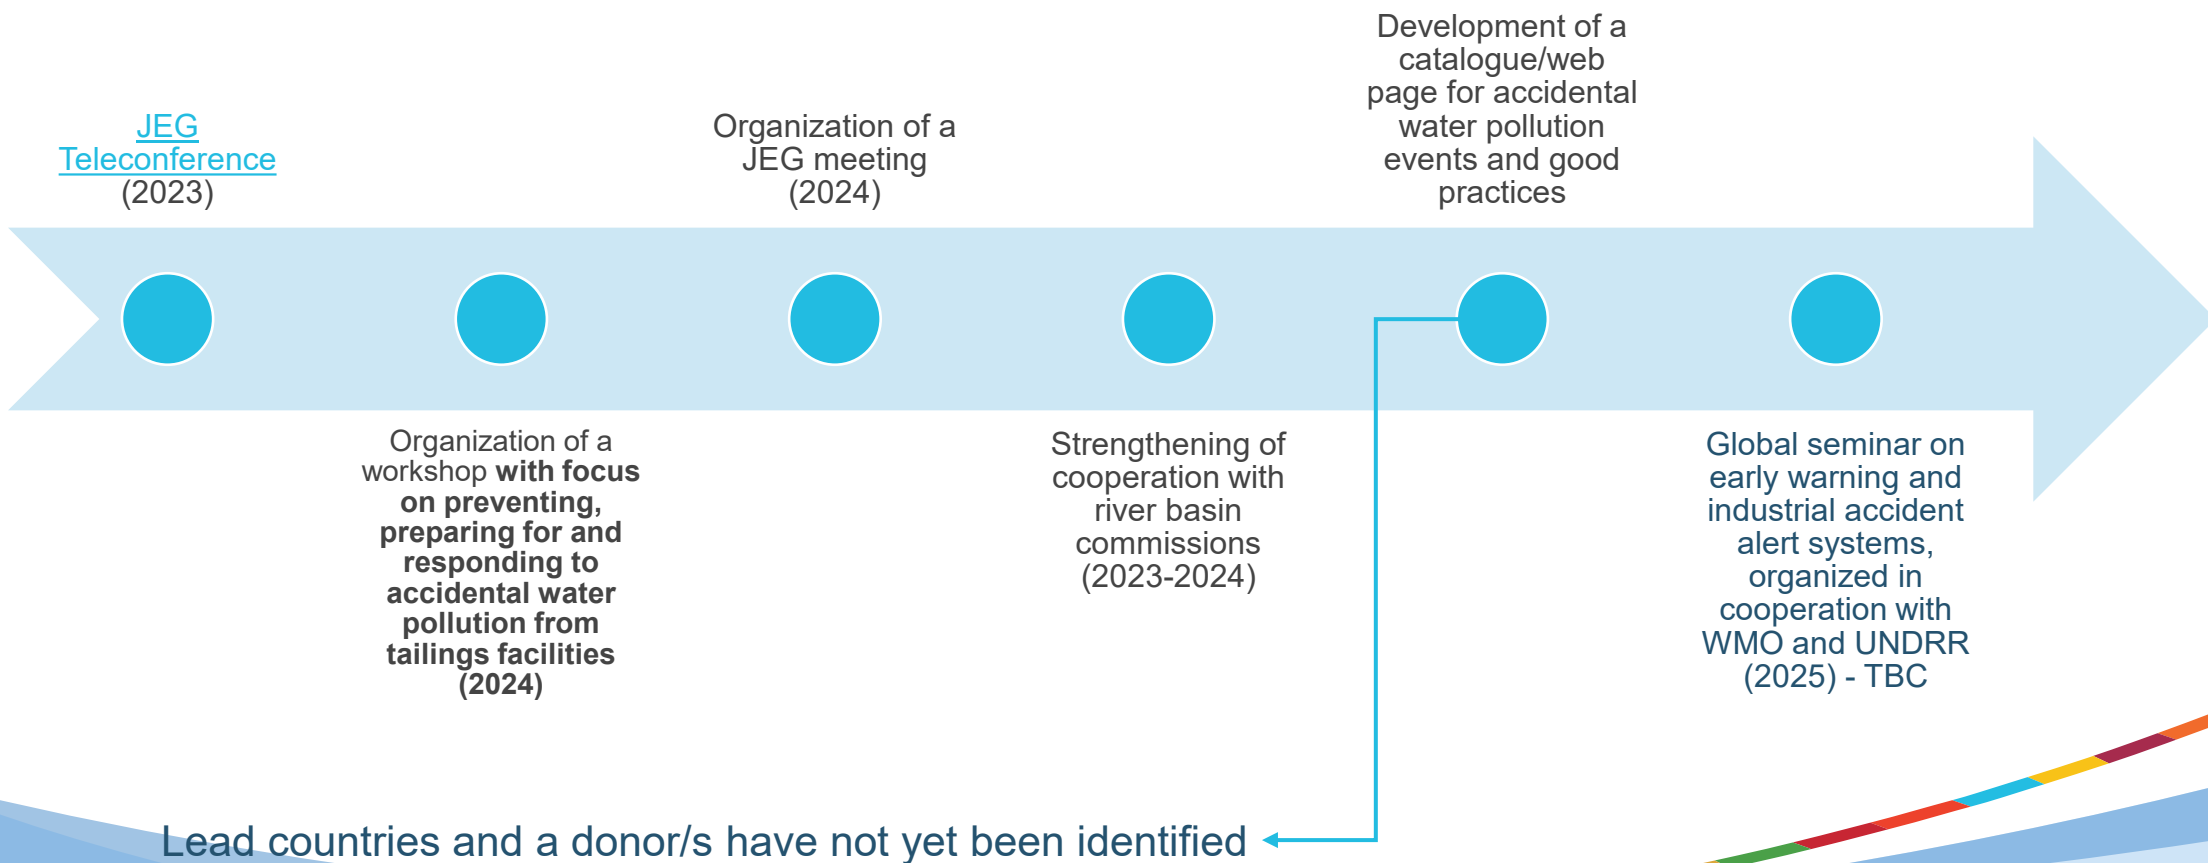 JEG
Teleconference
(2023)
Organization of a
workshop with focus
on preventing,
preparing for and
responding to
accidental water
pollution from
tailings facilities
(2024)
Organization of a
JEG meeting
(2024)
Strengthening of
cooperation with
river basin
commissions
(2023-2024)
Development of a
catalogue/web
page for accidental
water pollution
events and good
practices
Global seminar on
early warning and
industrial accident
alert systems,
organized in
cooperation with
WMO and UNDRR
(2025) - TBC
Lead countries and a donor/s have not yet been identified